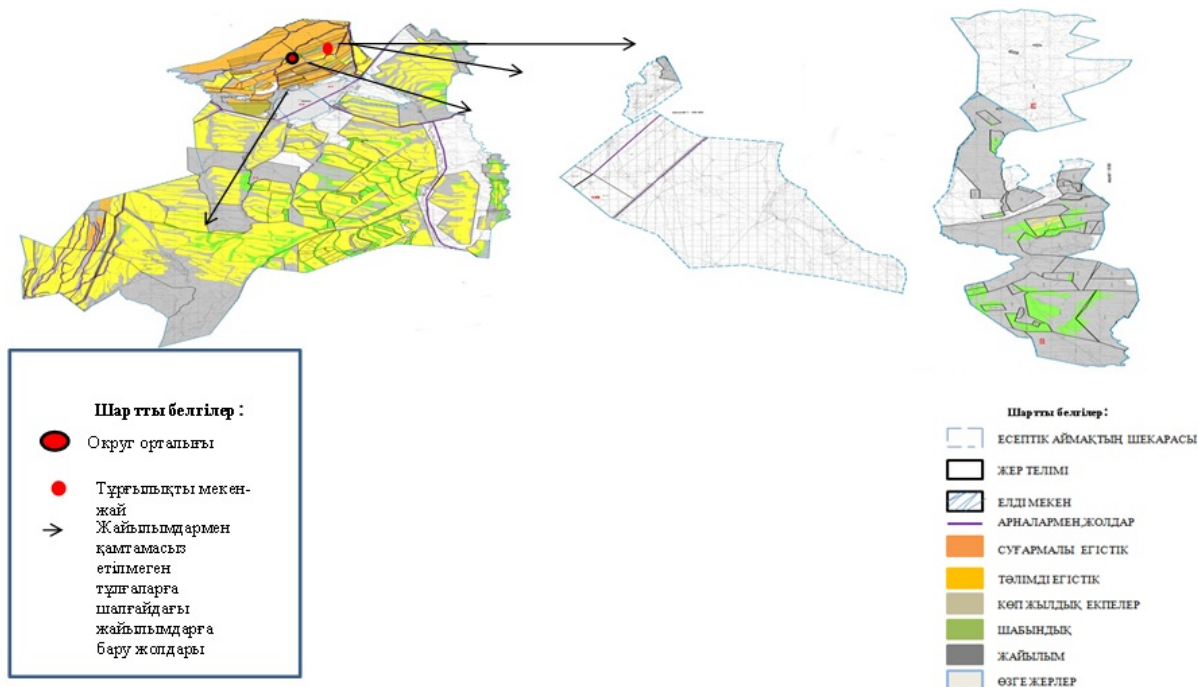 Шартты белгілер:
Округ орталығы
Тұрғылықты мекен-
жай
Жайылымдармен
қамтамасыз
етілмеген
тұлғаларға
шалғайдағы
жайылымдарға
бару жолдары
Шартты белгілер:
ЕСЕПТІК АЙМАКТЫҢ ШЕКАРАСЫ
ЖЕР ТЕЛІМІ
ЕЛДІ МЕКЕН
АРНАЛАРМЕН,ЖОЛДАР
СУҒАРМАЛЫ ЕГІСТІК
ТӘЛІМДІ ЕГІСТІК
КӨП ЖЫЛДЫҚ ЕКПЕЛЕР
ШАБЫНДЫҚ
ЖАЙЫЛЫМ
ӨЗГЕ ЖЕРЛЕР